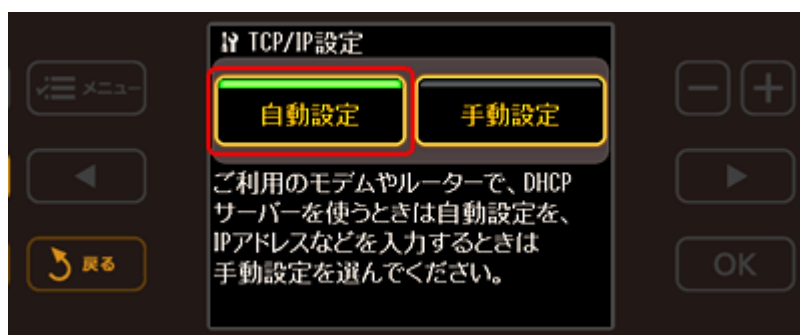 TCP/IP設定
メニュー
自動設定
手動設定
ご利用のモデムやルーターで、DHCP
サーバーを使うときは自動設定を、
IPアドレスなどを入力するときは
手動設定を選んでください。
戻る
OK